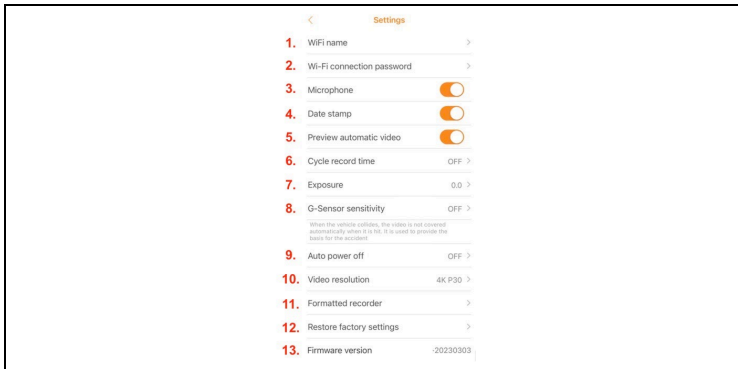 Settings
1. WiFi name
2. Wi-Fi connection password
3. Microphone
4. Date stamp
5. Preview automatic video
6. Cycle record time OFF
7. Exposure 0.0
8. G-Sensor sensitivity OFF
When the vehicle collides, the video is not covered
automatically when it is hit. It is used to provide the
basis for the accident
9. Auto power off OFF
10. Video resolution 4K P30
11. Formatted recorder
12. Restore factory settings
13. Firmware version -20230303